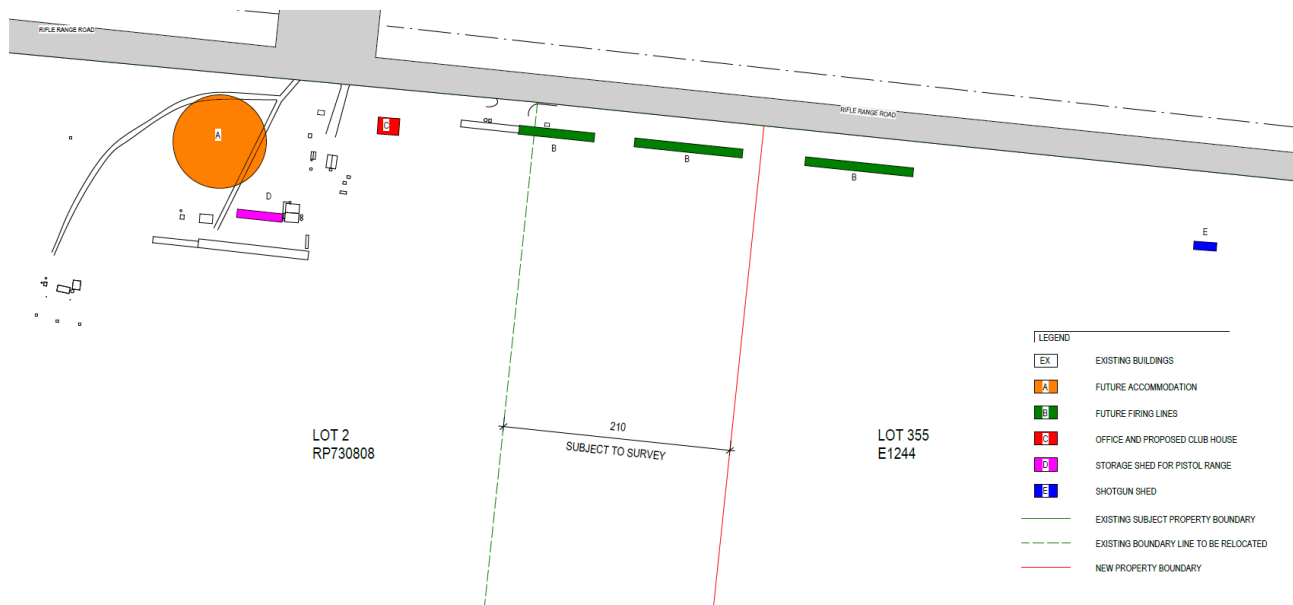 RIFLE RANGE ROAD
RIFLE RANGE ROAD
A
C
B
B
B
D
E
LOT 2
RP730808
210
SUBJECT TO SURVEY
LOT 355
E1244
LEGEND
EX EXISTING BUILDINGS
A FUTURE ACCOMMODATION
B FUTURE FIRING LINES
C OFFICE AND PROPOSED CLUB HOUSE
D STORAGE SHED FOR PISTOL RANGE
E SHOTGUN SHED
EXISTING SUBJECT PROPERTY BOUNDARY
EXISTING BOUNDARY LINE TO BE RELOCATED
NEW PROPERTY BOUNDARY